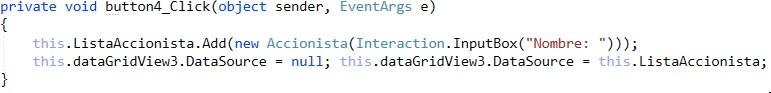 private void button4_Click(object sender, EventArgs e)
{
this.ListaAccionista.Add(new Accionista(Interaction.InputBox("Nombre: ")));
this.dataGridView3.DataSource = null; this.dataGridView3.DataSource = this.ListaAccionista;
}